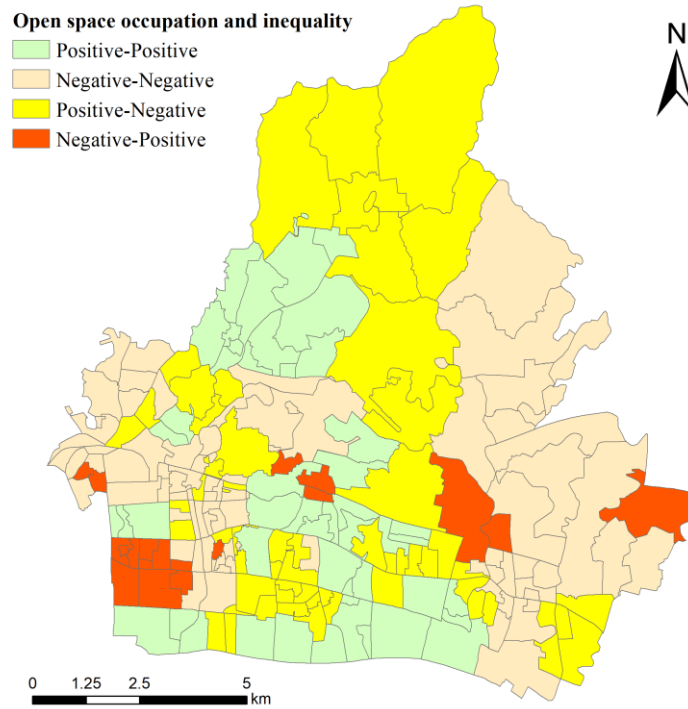 Open space occupation and inequality
Positive-Positive
Negative-Negative
Positive-Negative
Negative-Positive
N
0 1.25 2.5 5
km